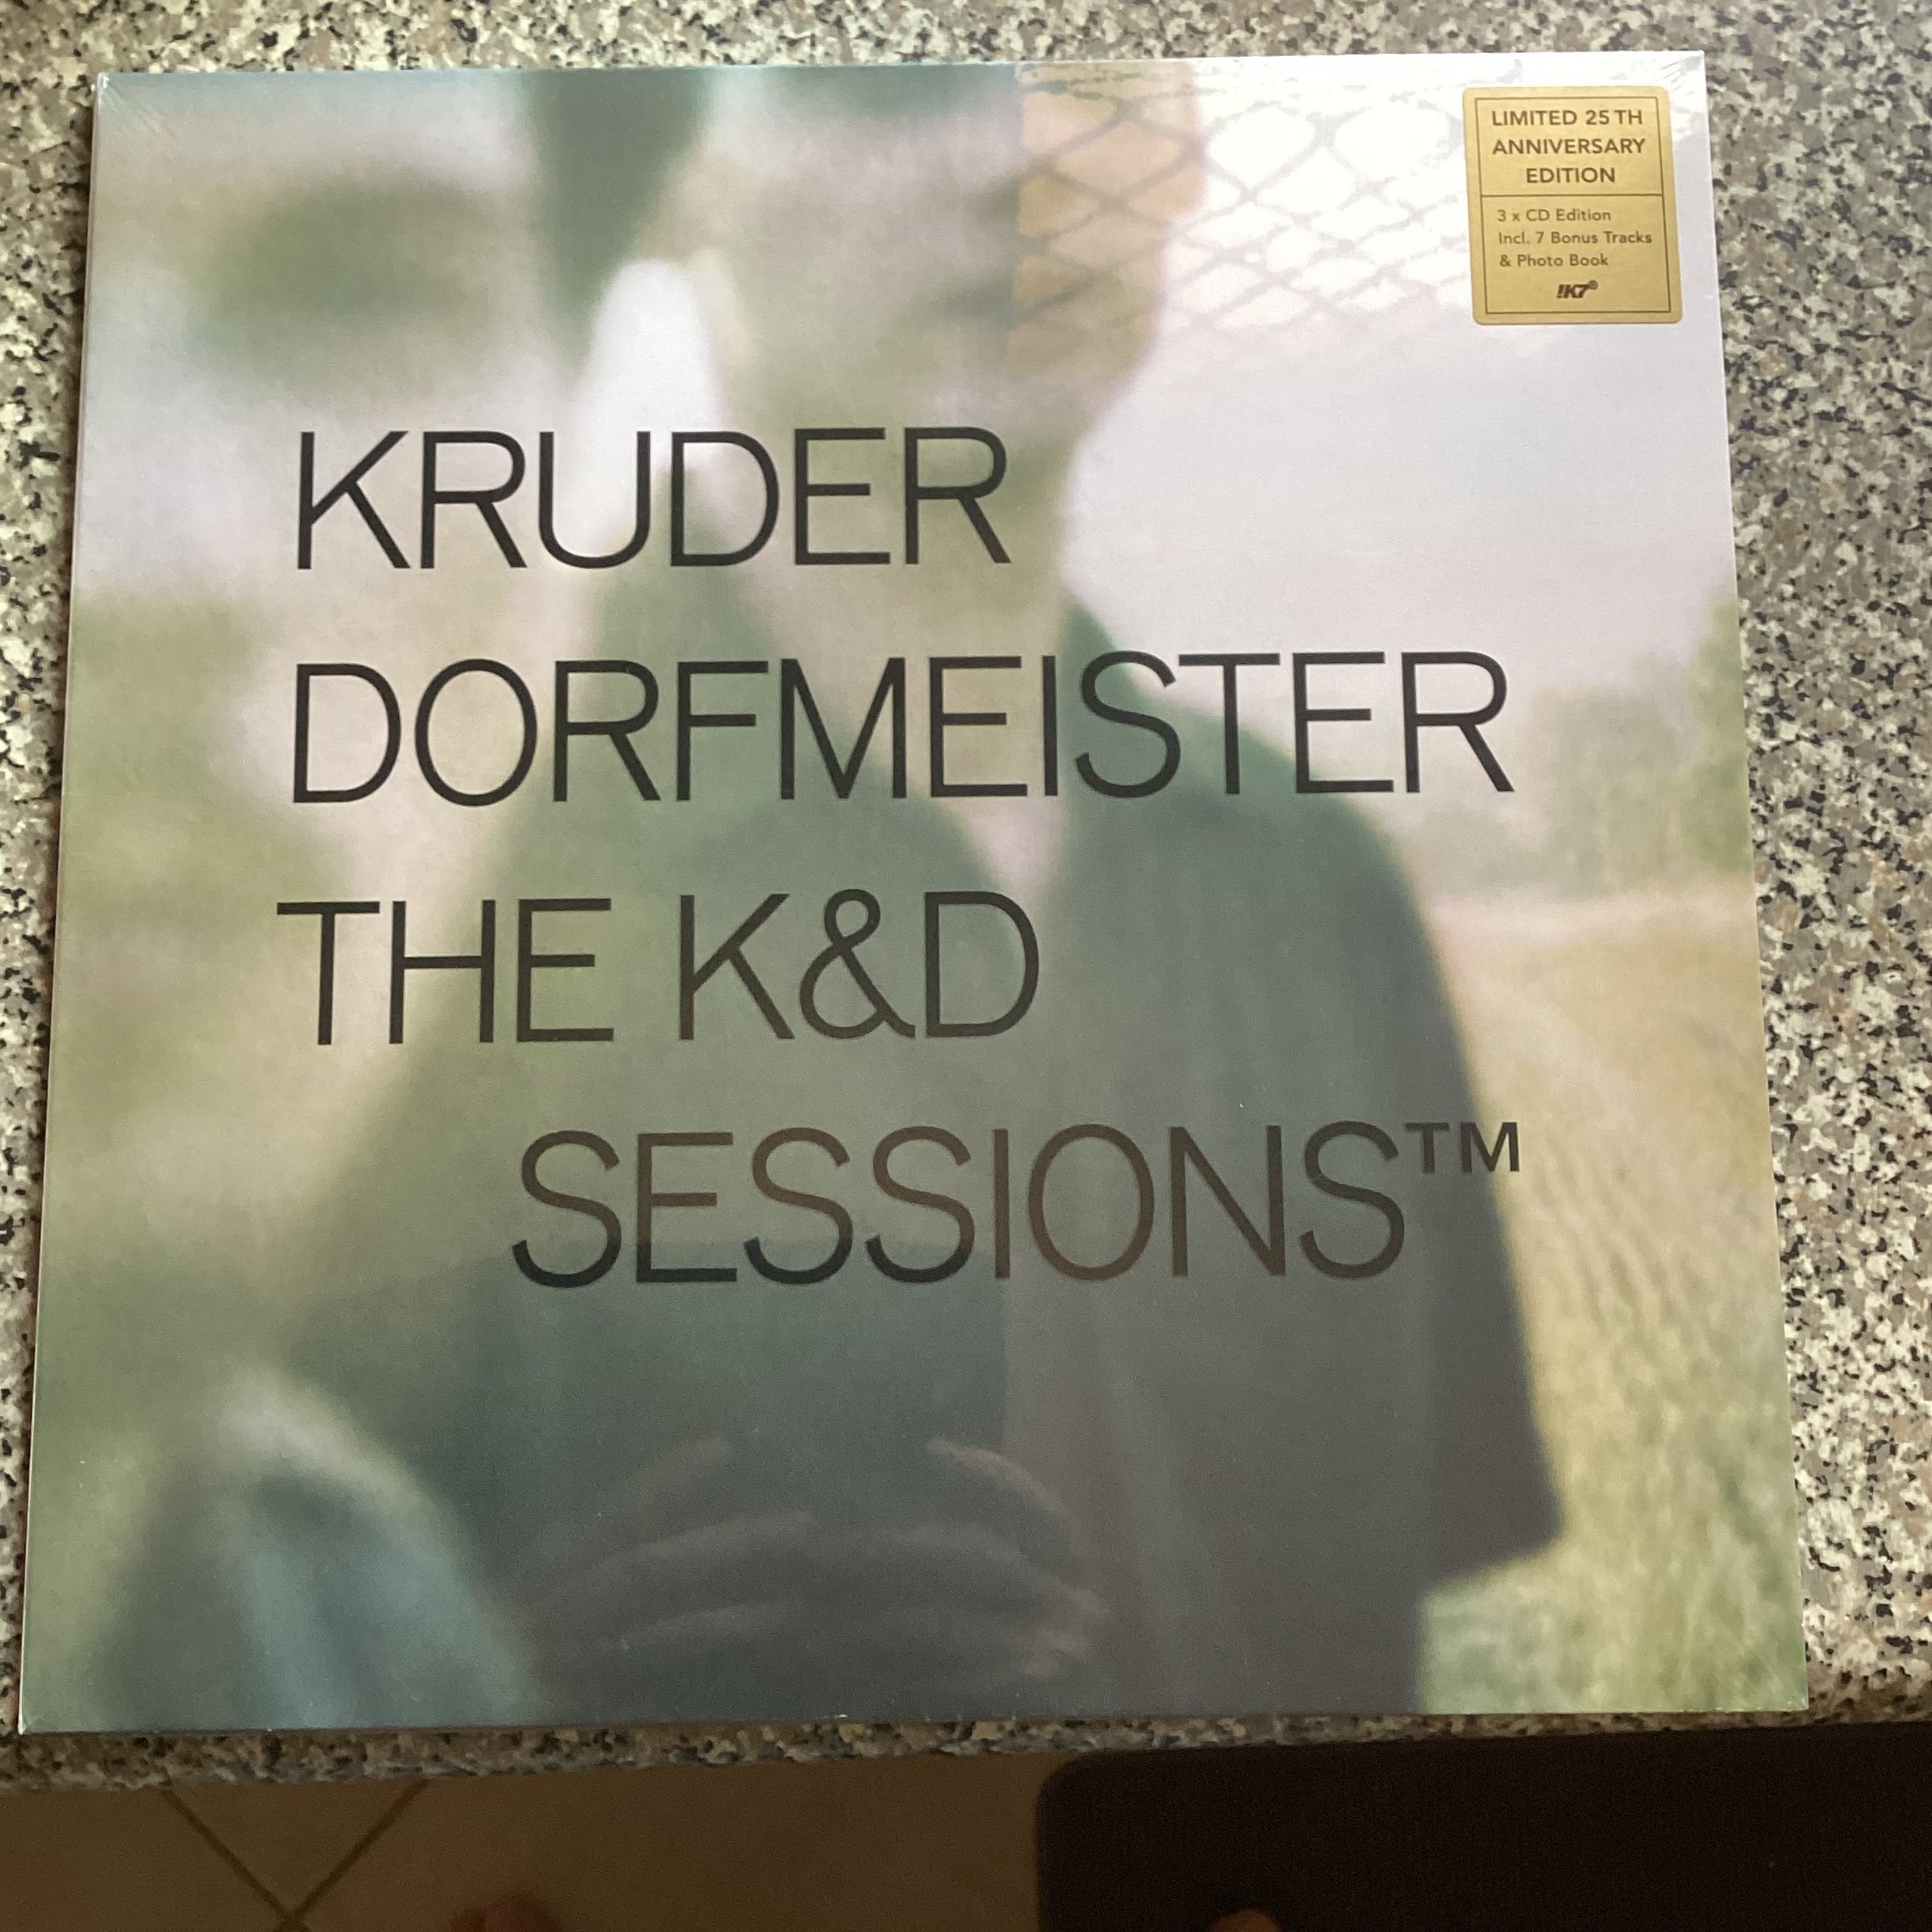 LIMITED 25TH
ANNIVERSARY
EDITION
3 x CD Edition
Incl. 7 Bonus Tracks
& Photo Book
!K7®
KRUDER
DORFMEISTER
THE K&D
SESSIONS™